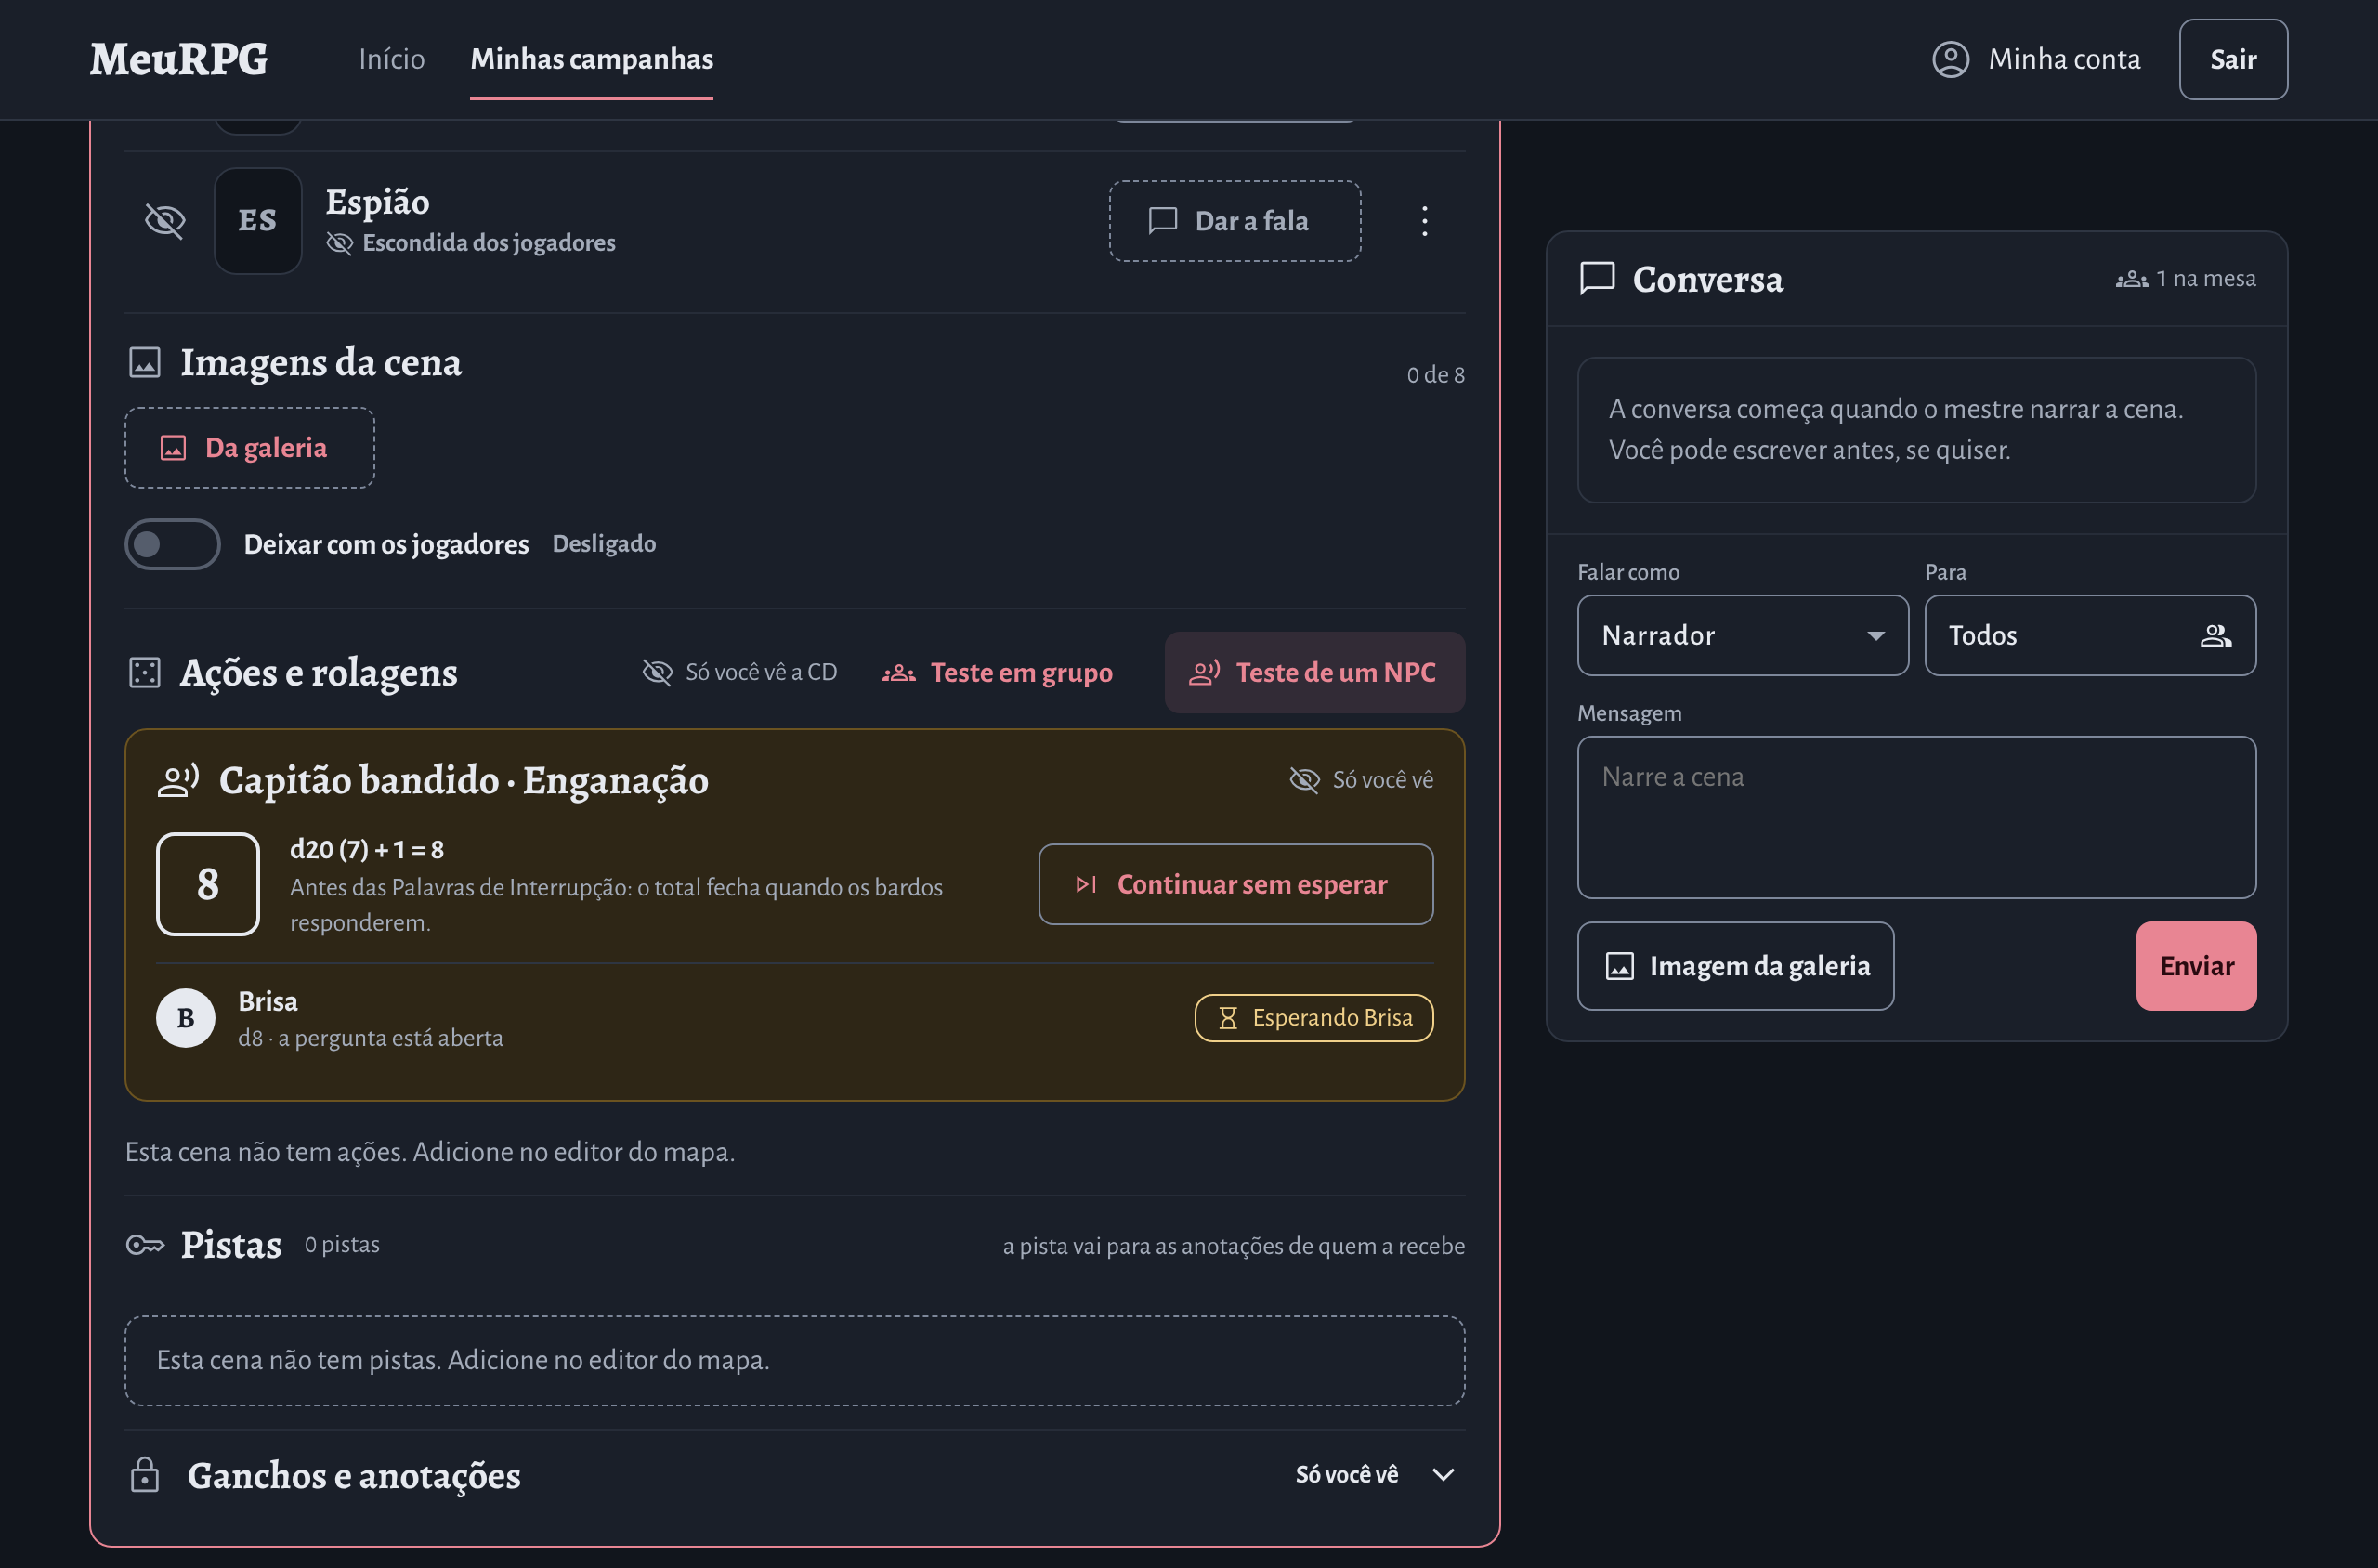 MeuRPG
Início
Minhas campanhas
Minha conta
Sair
ES
Espião
Escondida dos jogadores
Dar a fala
Imagens da cena
0 de 8
Da galeria
Deixar com os jogadores
Desligado
Ações e rolagens
Só você vê a CD
Teste em grupo
Teste de um NPC
Capitão bandido · Enganação
Só você vê
8
d20 (7) + 1 = 8
Antes das Palavras de Interrupção: o total fecha quando os bardos
responderem.
Continuar sem esperar
B
Brisa
d8 · a pergunta está aberta
Esperando Brisa
Esta cena não tem ações. Adicione no editor do mapa.
Pistas
0 pistas
a pista vai para as anotações de quem a recebe
Esta cena não tem pistas. Adicione no editor do mapa.
Ganchos e anotações
Só você vê
Conversa
1 na mesa
A conversa começa quando o mestre narrar a cena.
Você pode escrever antes, se quiser.
Falar como
Para
Narrador
Todos
Mensagem
Narre a cena
Imagem da galeria
Enviar